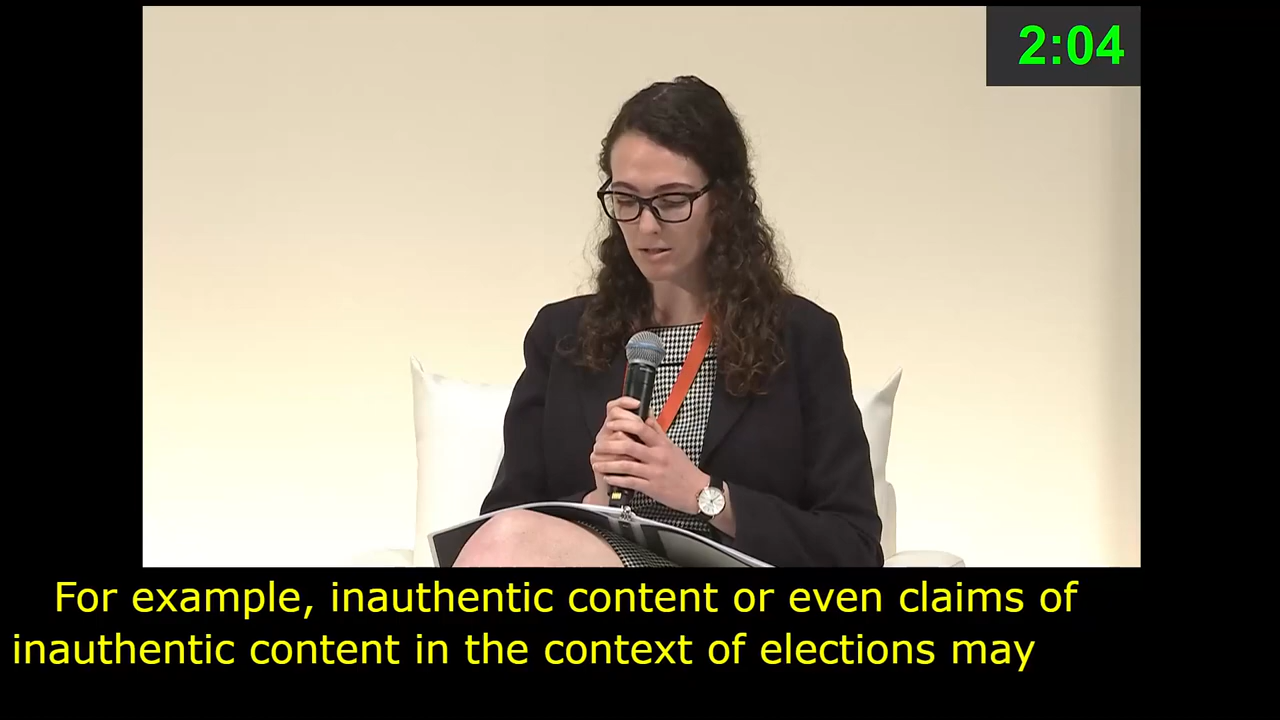 2:04
For example, inauthentic content or even claims of
inauthentic content in the context of elections may